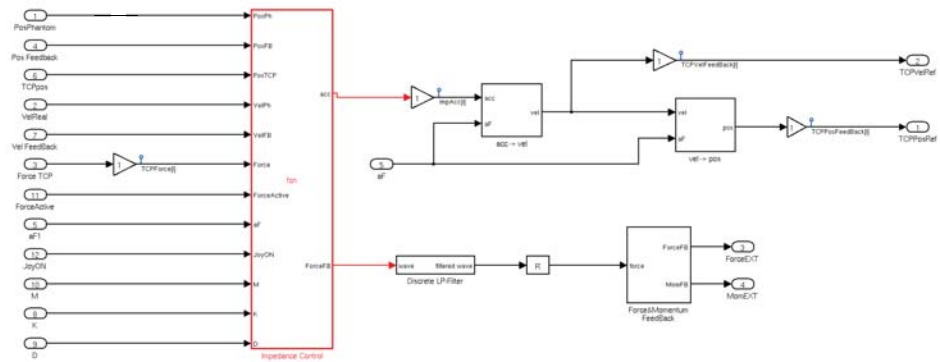 1
PosPhantom
PosPh
4
Pos Feedback
PosFB
6
TCPpos
PosTCP
2
VelReal
VelPh
7
Vel FeedBack
VelFB
3
Force TCP
1
TCPForce[i]
Force
11
ForceActive
ForceActive
5
aF1
aF
12
JoyON
JoyON
10
M
M
8
K
K
9
D
D
fcn
acc
ForceFB
Impedance Control
1
ImpAcc[i]
acc
aF
vel
acc -> vel
5
aF
1
TCPVelFeedBack[i]
2
TCPVelRef
vel
aF
pos
vel -> pos
1
TCPPosFeedBack[i]
1
TCPPosRef
wave
filtered wave
Discrete LP-Filter
R
force
ForceFB
MomFB
Force&Momentum
FeedBack
3
ForceEXT
4
MomEXT